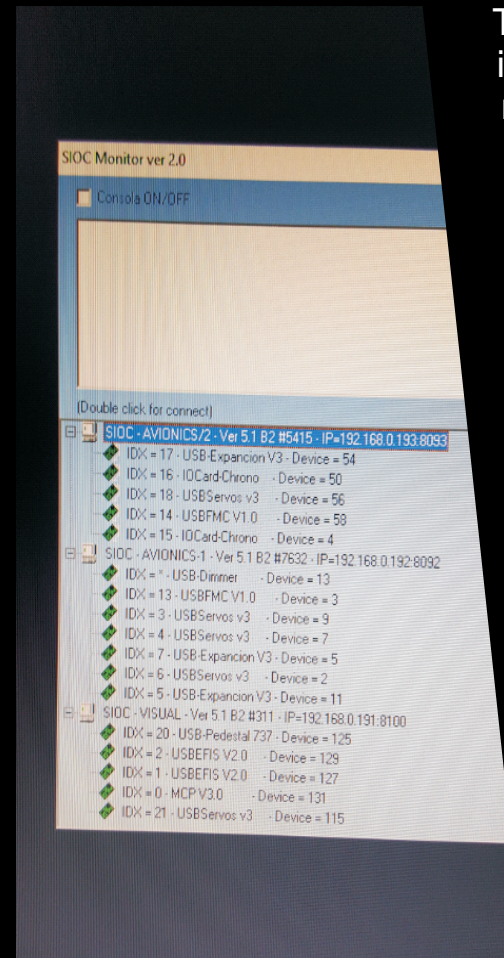 SIOC Monitor ver 2.0
Consola ON/OFF
(Double click for connect)
SIOC - AVIONICS/2 - Ver 5.1 B2 #5415 - IP=192.168.0.193:8093
IDX = 17 - USB-Expancion V3 - Device = 54
IDX = 16 - IOCard-Chrono - Device = 50
IDX = 18 - USBServos v3 - Device = 56
IDX = 14 - USBFMC V1.0 - Device = 58
IDX = 15 - IOCard-Chrono - Device = 4
SIOC - AVIONICS-1 - Ver 5.1 B2 #7632 - IP=192.168.0.192:8092
IDX = * - USB-Dimmer - Device = 13
IDX = 13 - USBFMC V1.0 - Device = 3
IDX = 3 - USBServos v3 - Device = 9
IDX = 4 - USBServos v3 - Device = 7
IDX = 7 - USB-Expancion V3 - Device = 5
IDX = 6 - USBServos v3 - Device = 2
IDX = 5 - USB-Expancion V3 - Device = 11
SIOC - VISUAL - Ver 5.1 B2 #311 - IP=192.168.0.191:8100
IDX = 20 - USB-Pedestal 737 - Device = 125
IDX = 2 - USBEFIS V2.0 - Device = 129
IDX = 1 - USBEFIS V2.0 - Device = 127
IDX = 0 - MCP V3.0 - Device = 131
IDX = 21 - USBServos v3 - Device = 115